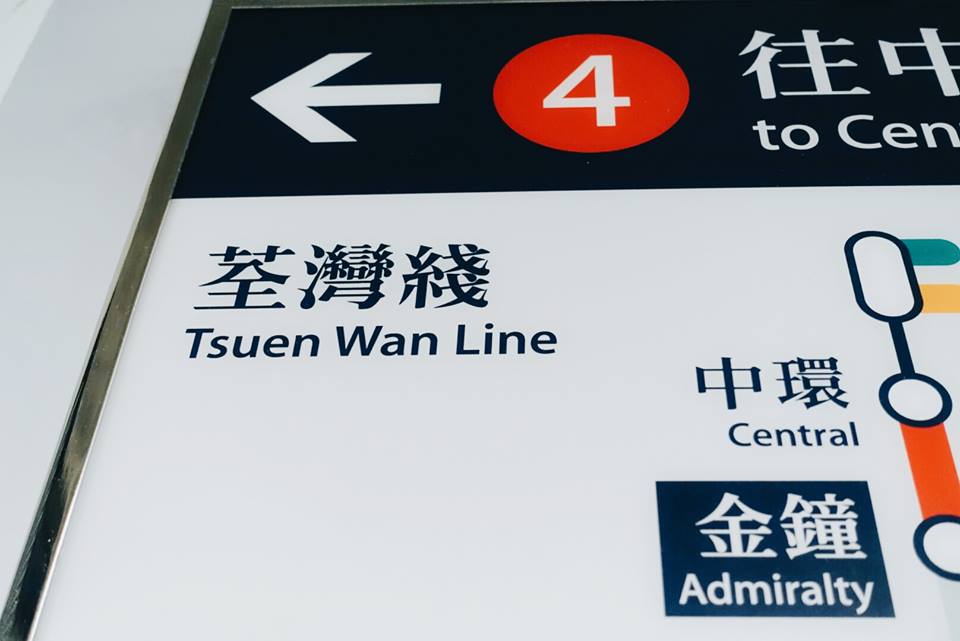 4 往中
to Cen
荃灣綫
Tsuen Wan Line
中環
Central
金鐘
Admiralty